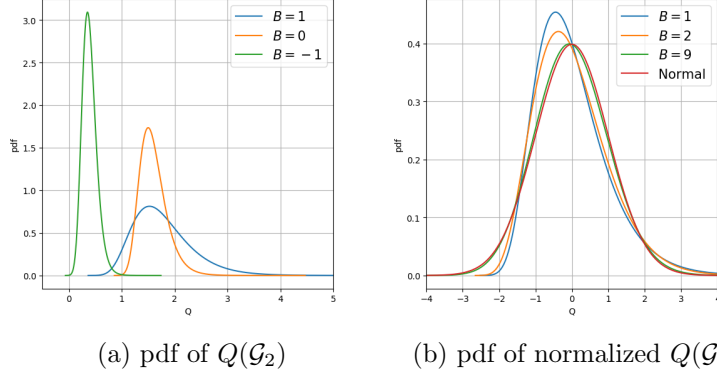 B = 1
B = 0
B = −1
3.0
2.5
2.0
1.5
1.0
0.5
0.0
pdf
0 1 2 3 4 5
Q
(a) pdf of Q(𝒢₂)
B = 1
B = 2
B = 9
Normal
0.4
0.3
0.2
0.1
0.0
pdf
−4 −3 −2 −1 0 1 2 3 4
Q
(b) pdf of normalized Q(𝒢